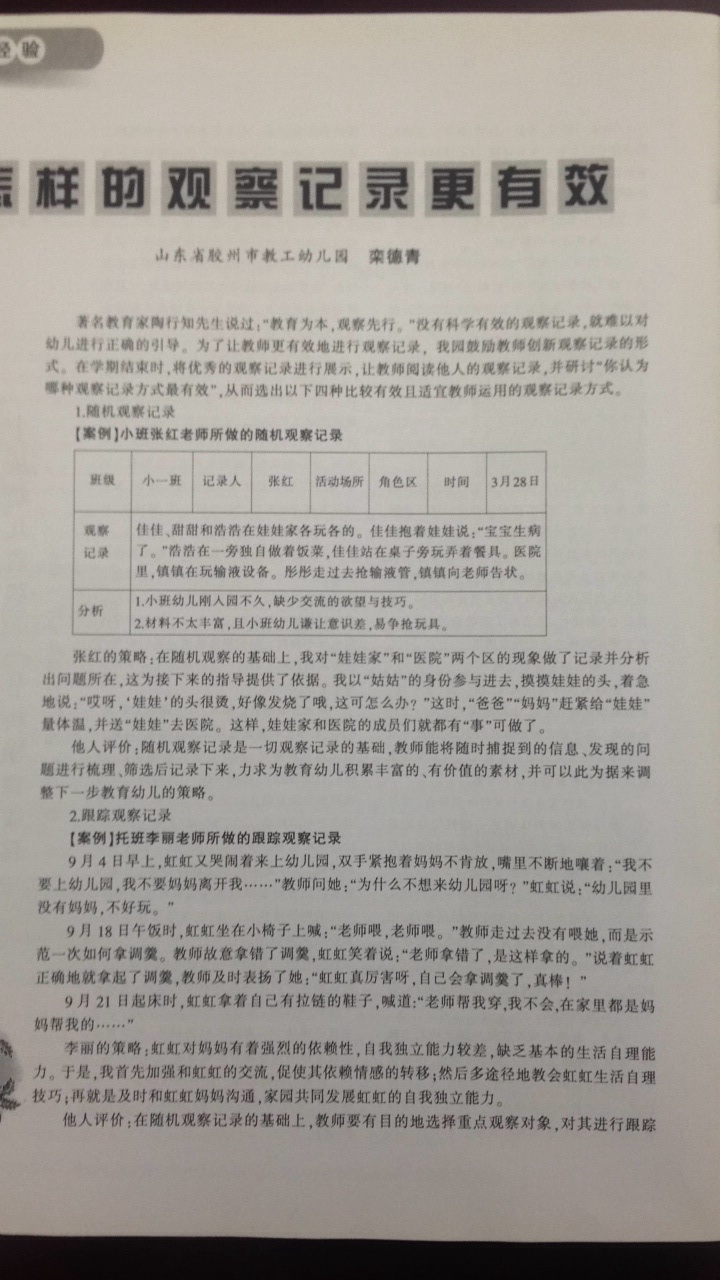 经验
怎样的观察记录更有效
山东省胶州市教工幼儿园 栾德青
著名教育家陶行知先生说过:“教育为本,观察先行。”没有科学有效的观察记录,就难以对
幼儿进行正确的引导。为了让教师更有效地进行观察记录,我园鼓励教师创新观察记录的形
式。在学期结束时,将优秀的观察记录进行展示,让教师阅读他人的观察记录,并研讨“你认为
哪种观察记录方式最有效”,从而选出以下四种比较有效且适宜教师运用的观察记录方式。
1.随机观察记录
【案例】小班张红老师所做的随机观察记录
班级 小一班 记录人 张红 活动场所 角色区 时间 3月28日
观察记录
佳佳、甜甜和浩浩在娃娃家各玩各的。佳佳抱着娃娃说:“宝宝生病
了。”浩浩在一旁独自做着饭菜,佳佳站在桌子旁玩弄着餐具。医院
里,镇镇在玩输液设备。彤彤走过去抢输液管,镇镇向老师告状。
分析
1.小班幼儿刚入园不久,缺少交流的欲望与技巧。
2.材料不太丰富,且小班幼儿谦让意识差,易争抢玩具。
张红的策略:在随机观察的基础上,我对“娃娃家”和“医院”两个区的现象做了记录并分析
出问题所在,这为接下来的指导提供了依据。我以“姑姑”的身份参与进去,摸摸娃娃的头,着急
地说:“哎呀,‘娃娃’的头很烫,好像发烧了哦,这可怎么办?”这时,“爸爸”“妈妈”赶紧给“娃娃”
量体温,并送“娃娃”去医院。这样,娃娃家和医院的成员们就都有“事”可做了。
他人评价:随机观察记录是一切观察记录的基础,教师能将随时捕捉到的信息、发现的问
题进行梳理、筛选后记录下来,力求为教育幼儿积累丰富的、有价值的素材,并可以此为据来调
整下一步教育幼儿的策略。
2.跟踪观察记录
【案例】托班李丽老师所做的跟踪观察记录
9月4日早上,虹虹又哭闹着来上幼儿园,双手紧抱着妈妈不肯放,嘴里不断地嚷着:“我不
要上幼儿园,我不要妈妈离开我……”教师问她:“为什么不想来幼儿园呀?”虹虹说:“幼儿园里
没有妈妈,不好玩。”
9月18日午饭时,虹虹坐在小椅子上喊:“老师喂,老师喂。”教师走过去没有喂她,而是示
范一次如何拿调羹。教师故意拿错了调羹,虹虹笑着说:“老师拿错了,是这样拿的。”说着虹虹
正确地就拿起了调羹,教师及时表扬了她:“虹虹真厉害呀,自己会拿调羹了,真棒!”
9月21日起床时,虹虹拿着自己有拉链的鞋子,喊道:“老师帮我穿,我不会,在家里都是妈
妈帮我的……”
李丽的策略:虹虹对妈妈有着强烈的依赖性,自我独立能力较差,缺乏基本的生活自理能
力。于是,我首先加强和虹虹的交流,促使其依赖情感的转移;然后多途径地教会虹虹生活自理
技巧;再就是及时和虹虹妈妈沟通,家园共同发展虹虹的自我独立能力。
他人评价:在随机观察记录的基础上,教师要有目的地选择重点观察对象,对其进行跟踪